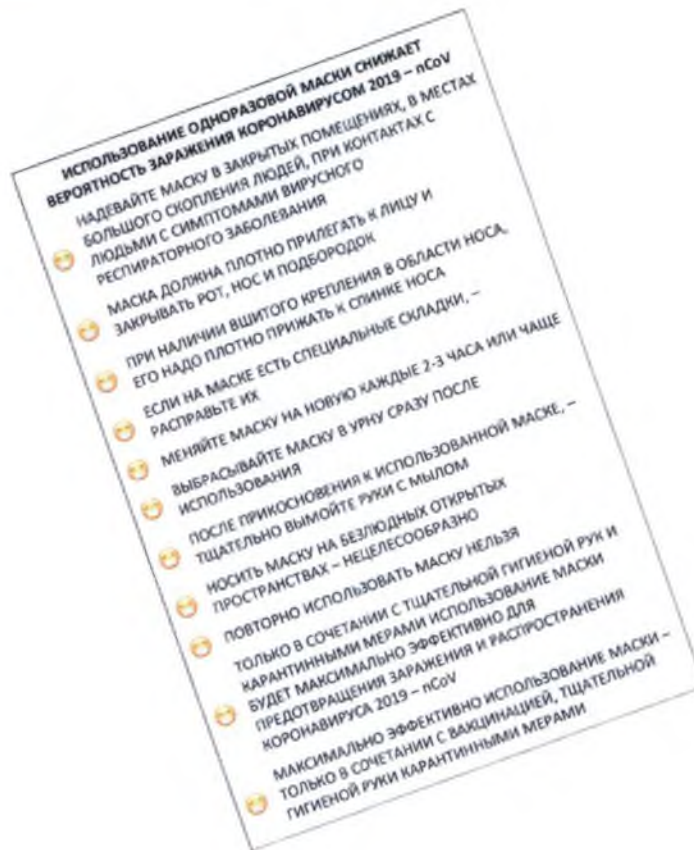 ИСПОЛЬЗОВАНИЕ ОДНОРАЗОВОЙ МАСКИ СНИЖАЕТ
ВЕРОЯТНОСТЬ ЗАРАЖЕНИЯ КОРОНАВИРУСОМ 2019 – nCoV
НАДЕВАЙТЕ МАСКУ В ЗАКРЫТЫХ ПОМЕЩЕНИЯХ, В МЕСТАХ
БОЛЬШОГО СКОПЛЕНИЯ ЛЮДЕЙ, ПРИ КОНТАКТАХ С
ЛЮДЬМИ С СИМПТОМАМИ ВИРУСНОГО
РЕСПИРАТОРНОГО ЗАБОЛЕВАНИЯ
МАСКА ДОЛЖНА ПЛОТНО ПРИЛЕГАТЬ К ЛИЦУ И
ЗАКРЫВАТЬ РОТ, НОС И ПОДБОРОДОК
ПРИ НАЛИЧИИ ВШИТОГО КРЕПЛЕНИЯ В ОБЛАСТИ НОСА,
ЕГО НАДО ПЛОТНО ПРИЖАТЬ К СПИНКЕ НОСА
ЕСЛИ НА МАСКЕ ЕСТЬ СПЕЦИАЛЬНЫЕ СКЛАДКИ, –
РАСПРАВЬТЕ ИХ
МЕНЯЙТЕ МАСКУ НА НОВУЮ КАЖДЫЕ 2-3 ЧАСА ИЛИ ЧАЩЕ
ВЫБРАСЫВАЙТЕ МАСКУ В УРНУ СРАЗУ ПОСЛЕ
ИСПОЛЬЗОВАНИЯ
ПОСЛЕ ПРИКОСНОВЕНИЯ К ИСПОЛЬЗОВАННОЙ МАСКЕ, –
ТЩАТЕЛЬНО ВЫМОЙТЕ РУКИ С МЫЛОМ
НОСИТЬ МАСКУ НА БЕЗЛЮДНЫХ ОТКРЫТЫХ
ПРОСТРАНСТВАХ – НЕЦЕЛЕСООБРАЗНО
ПОВТОРНО ИСПОЛЬЗОВАТЬ МАСКУ НЕЛЬЗЯ
ТОЛЬКО В СОЧЕТАНИИ С ТЩАТЕЛЬНОЙ ГИГИЕНОЙ РУК И
КАРАНТИННЫМИ МЕРАМИ ИСПОЛЬЗОВАНИЕ МАСКИ
БУДЕТ МАКСИМАЛЬНО ЭФФЕКТИВНО ДЛЯ
ПРЕДОТВРАЩЕНИЯ ЗАРАЖЕНИЯ И РАСПРОСТРАНЕНИЯ
КОРОНАВИРУСА 2019 – nCoV
МАКСИМАЛЬНО ЭФФЕКТИВНО ИСПОЛЬЗОВАНИЕ МАСКИ –
ТОЛЬКО В СОЧЕТАНИИ С ВАКЦИНАЦИЕЙ, ТЩАТЕЛЬНОЙ
ГИГИЕНОЙ РУКИ КАРАНТИННЫМИ МЕРАМИ